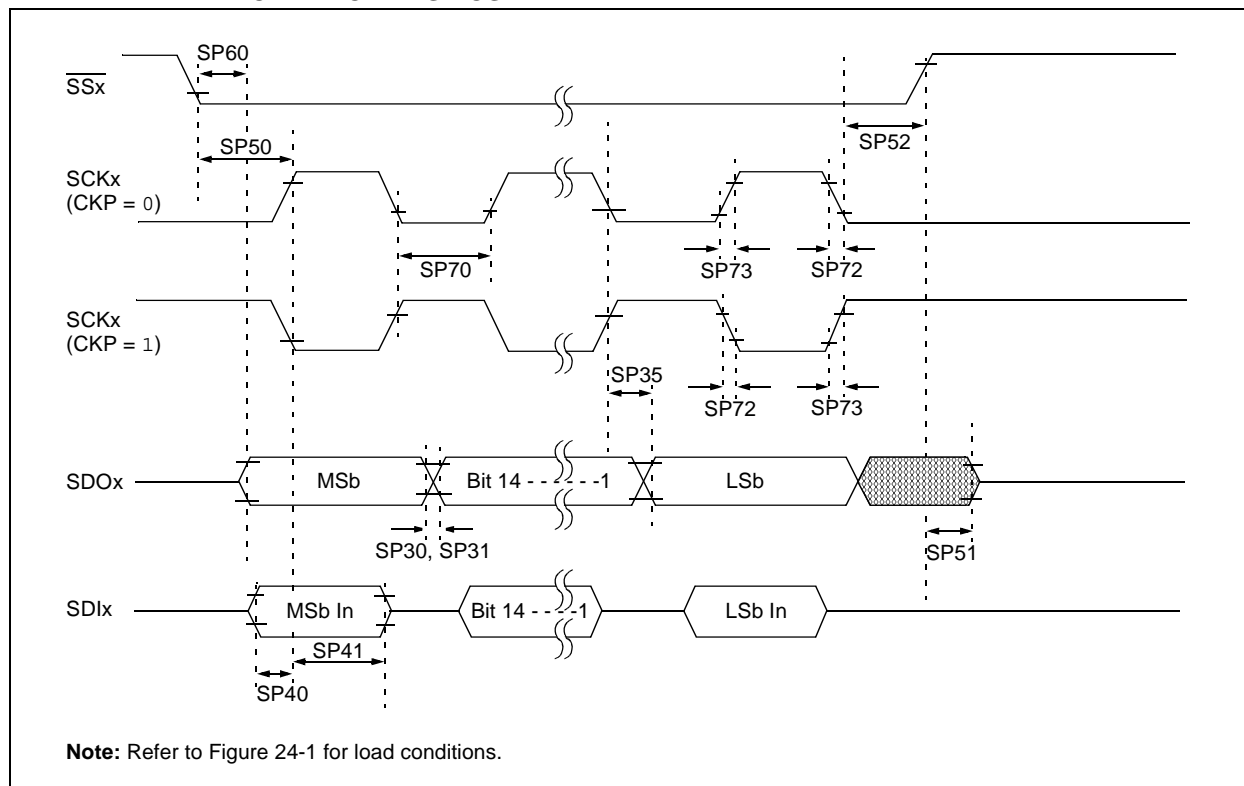 SP60
SSx
SP50
SP52
SCKx
(CKP = 0)
SP70
SP73
SP72
SCKx
(CKP = 1)
SP35
SP72
SP73
SDOx
MSb
Bit 14 - - - - - -1
LSb
SP30, SP31
SP51
SDIx
MSb In
Bit 14 - - - -1
LSb In
SP41
SP40
Note: Refer to Figure 24-1 for load conditions.